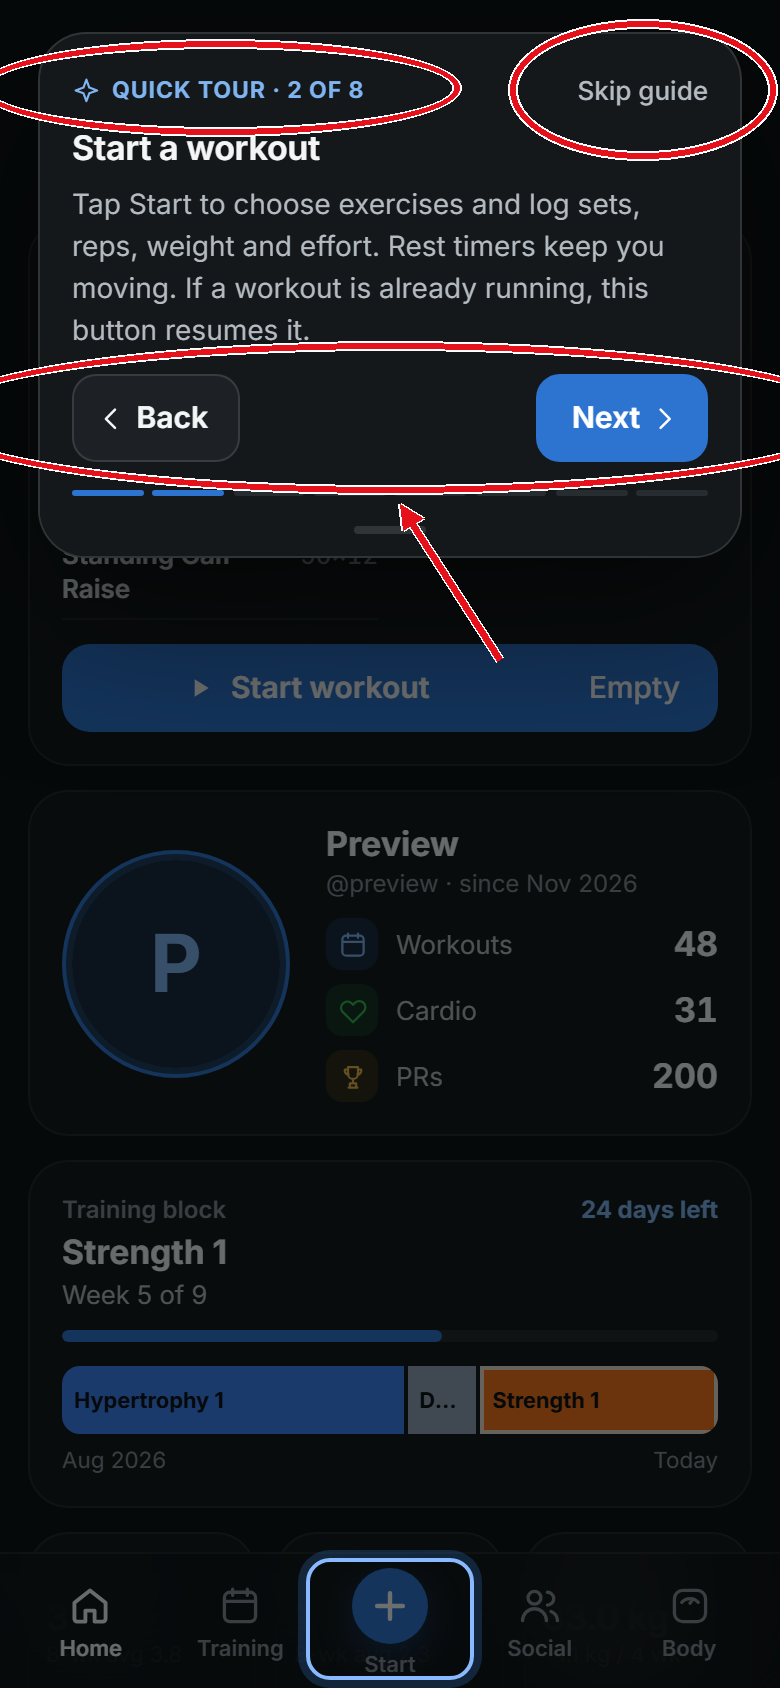 QUICK TOUR · 2 OF 8
Skip guide
Start a workout
Tap Start to choose exercises and log sets,
reps, weight and effort. Rest timers keep you
moving. If a workout is already running, this
button resumes it.
Back
Next
Standing Calf
Raise
Start workout
Empty
Preview
@preview · since Nov 2026
P
Workouts
48
Cardio
31
PRs
200
Training block
24 days left
Strength 1
Week 5 of 9
Hypertrophy 1
D...
Strength 1
Aug 2026
Today
Home
Training
Start
Social
Body